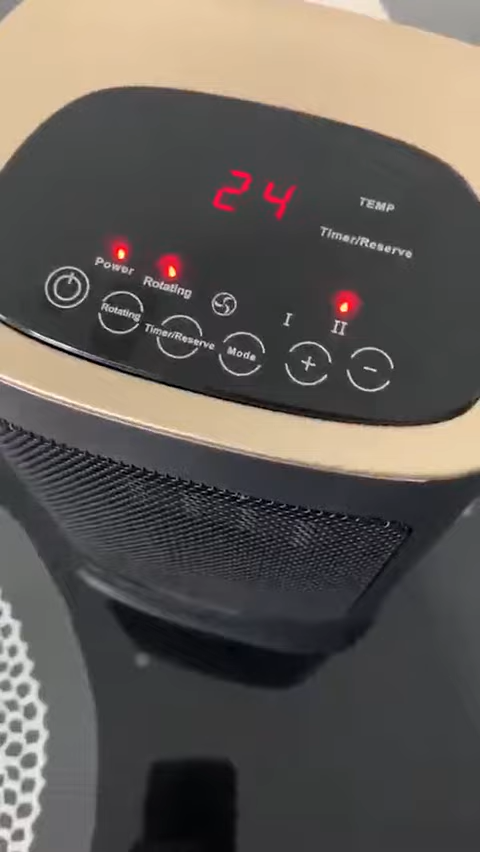 24
TEMP
Timer/Reserve
Power
Rotating
I
II
Rotating
Timer/Reserve
Mode
+
-